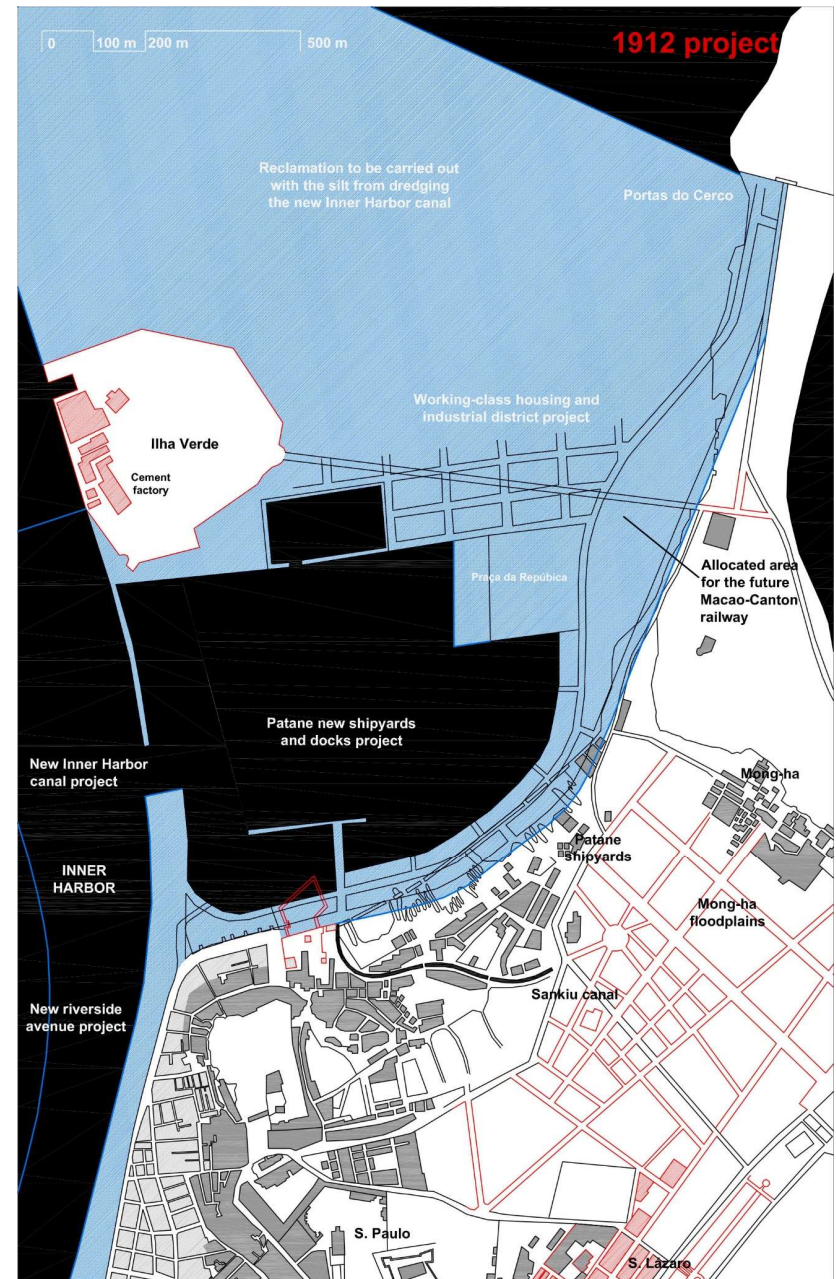 0
100 m
200 m
500 m
1912 project
Reclamation to be carried out
with the silt from dredging
the new Inner Harbor canal
Portas do Cerco
Working-class housing and
industrial district project
Ilha Verde
Cement
factory
Praça da Repúbica
Allocated area
for the future
Macao-Canton
railway
Patane new shipyards
and docks project
New Inner Harbor
canal project
Mong-ha
INNER
HARBOR
Patane
shipyards
Mong-ha
floodplains
Sankiu canal
New riverside
avenue project
S. Paulo
S. Lázaro